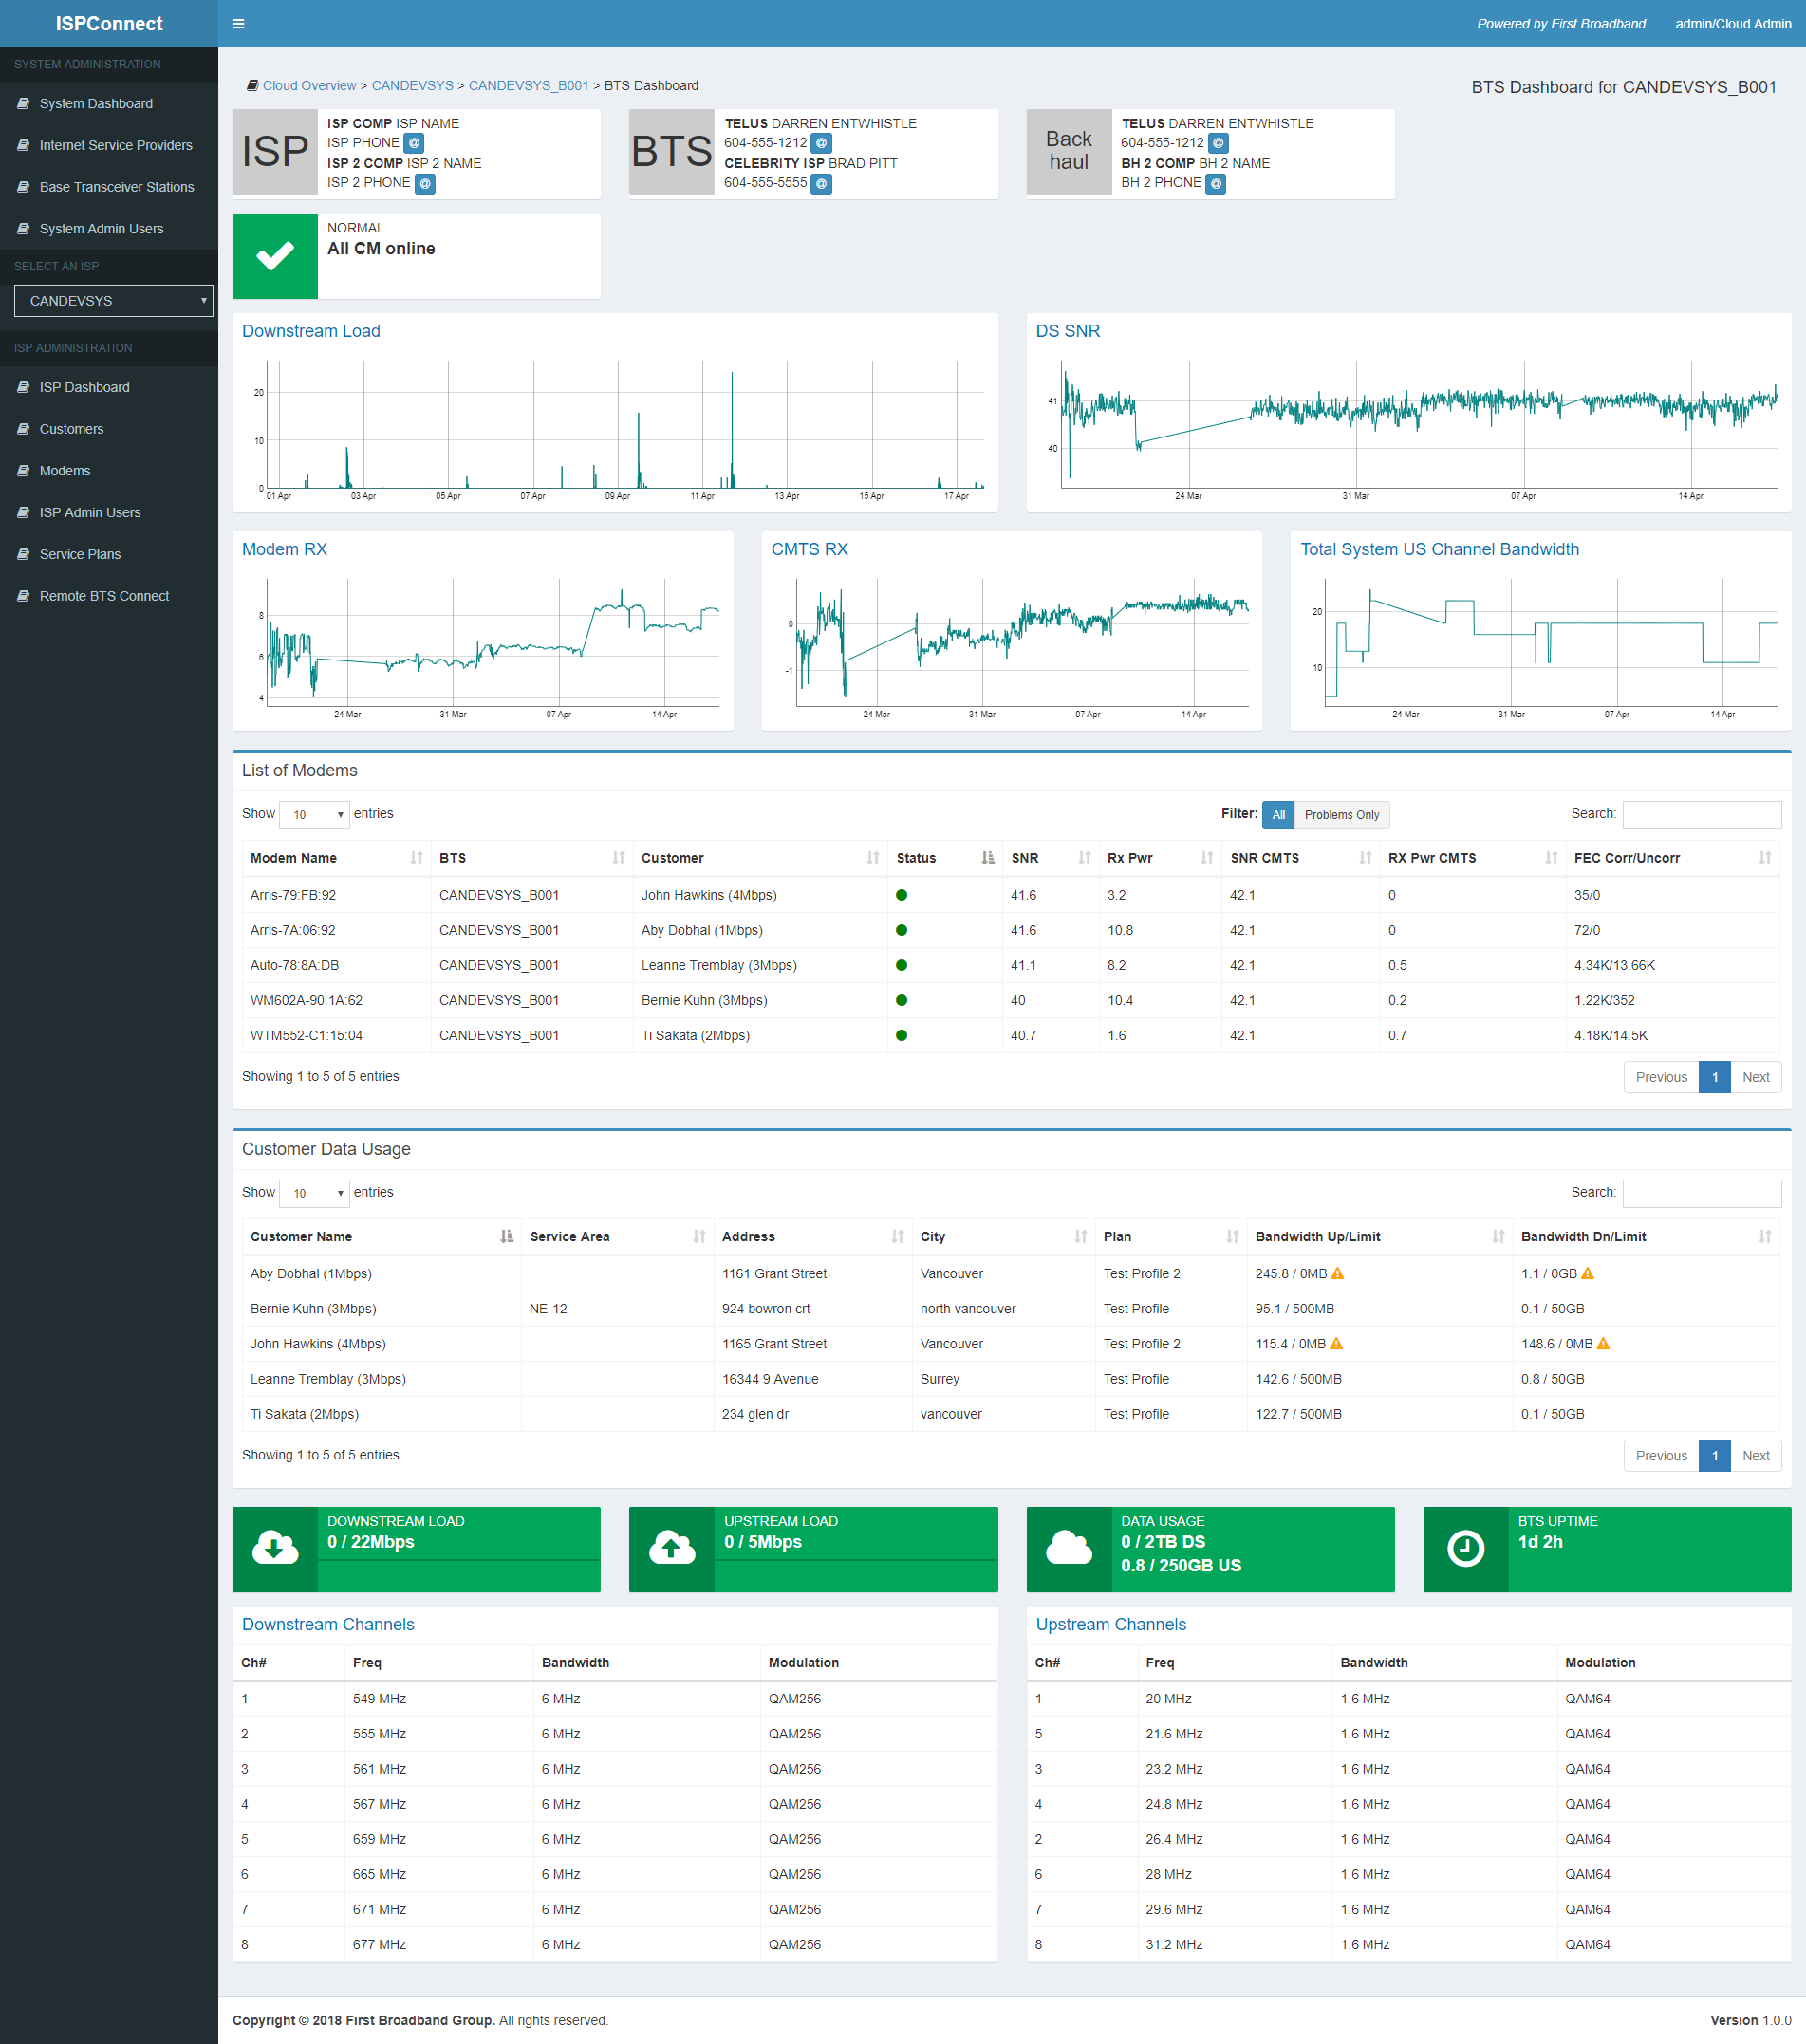 ISPConnect
Powered by First Broadband admin/Cloud Admin
SYSTEM ADMINISTRATION
System Dashboard
Internet Service Providers
Base Transceiver Stations
System Admin Users
SELECT AN ISP
CANDEVSYS
ISP ADMINISTRATION
ISP Dashboard
Customers
Modems
ISP Admin Users
Service Plans
Remote BTS Connect
Cloud Overview > CANDEVSYS > CANDEVSYS_B001 > BTS Dashboard
BTS Dashboard for CANDEVSYS_B001
ISP
ISP COMP ISP NAME
ISP PHONE @
ISP 2 COMP ISP 2 NAME
ISP 2 PHONE @
BTS
TELUS DARREN ENTWHISTLE
604-555-1212 @
CELEBRITY ISP BRAD PITT
604-555-5555 @
Back
haul
TELUS DARREN ENTWHISTLE
604-555-1212 @
BH 2 COMP BH 2 NAME
BH 2 PHONE @
NORMAL
All CM online
Downstream Load
20
10
0
01 Apr 03 Apr 05 Apr 07 Apr 09 Apr 11 Apr 13 Apr 15 Apr 17 Apr
DS SNR
41
40
24 Mar 31 Mar 07 Apr 14 Apr
Modem RX
8
6
4
24 Mar 31 Mar 07 Apr 14 Apr
CMTS RX
0
-1
24 Mar 31 Mar 07 Apr 14 Apr
Total System US Channel Bandwidth
20
10
24 Mar 31 Mar 07 Apr 14 Apr
List of Modems
Show 10 entries Filter: All Problems Only Search:
Modem Name BTS Customer Status SNR Rx Pwr SNR CMTS RX Pwr CMTS FEC Corr/Uncorr
Arris-79:FB:92 CANDEVSYS_B001 John Hawkins (4Mbps) 41.6 3.2 42.1 0 35/0
Arris-7A:06:92 CANDEVSYS_B001 Aby Dobhal (1Mbps) 41.6 10.8 42.1 0 72/0
Auto-78:8A:DB CANDEVSYS_B001 Leanne Tremblay (3Mbps) 41.1 8.2 42.1 0.5 4.34K/13.66K
WM602A-90:1A:62 CANDEVSYS_B001 Bernie Kuhn (3Mbps) 40 10.4 42.1 0.2 1.22K/352
WTM552-C1:15:04 CANDEVSYS_B001 Ti Sakata (2Mbps) 40.7 1.6 42.1 0.7 4.18K/14.5K
Showing 1 to 5 of 5 entries Previous 1 Next
Customer Data Usage
Show 10 entries Search:
Customer Name Service Area Address City Plan Bandwidth Up/Limit Bandwidth Dn/Limit
Aby Dobhal (1Mbps) 1161 Grant Street Vancouver Test Profile 2 245.8 / 0MB 1.1 / 0GB
Bernie Kuhn (3Mbps) NE-12 924 bowron crt north vancouver Test Profile 95.1 / 500MB 0.1 / 50GB
John Hawkins (4Mbps) 1165 Grant Street Vancouver Test Profile 2 115.4 / 0MB 148.6 / 0MB
Leanne Tremblay (3Mbps) 16344 9 Avenue Surrey Test Profile 142.6 / 500MB 0.8 / 50GB
Ti Sakata (2Mbps) 234 glen dr vancouver Test Profile 122.7 / 500MB 0.1 / 50GB
Showing 1 to 5 of 5 entries Previous 1 Next
DOWNSTREAM LOAD
0 / 22Mbps
UPSTREAM LOAD
0 / 5Mbps
DATA USAGE
0 / 2TB DS
0.8 / 250GB US
BTS UPTIME
1d 2h
Downstream Channels
Ch# Freq Bandwidth Modulation
1 549 MHz 6 MHz QAM256
2 555 MHz 6 MHz QAM256
3 561 MHz 6 MHz QAM256
4 567 MHz 6 MHz QAM256
5 659 MHz 6 MHz QAM256
6 665 MHz 6 MHz QAM256
7 671 MHz 6 MHz QAM256
8 677 MHz 6 MHz QAM256
Upstream Channels
Ch# Freq Bandwidth Modulation
1 20 MHz 1.6 MHz QAM64
5 21.6 MHz 1.6 MHz QAM64
3 23.2 MHz 1.6 MHz QAM64
4 24.8 MHz 1.6 MHz QAM64
2 26.4 MHz 1.6 MHz QAM64
6 28 MHz 1.6 MHz QAM64
7 29.6 MHz 1.6 MHz QAM64
8 31.2 MHz 1.6 MHz QAM64
Copyright © 2018 First Broadband Group. All rights reserved. Version 1.0.0